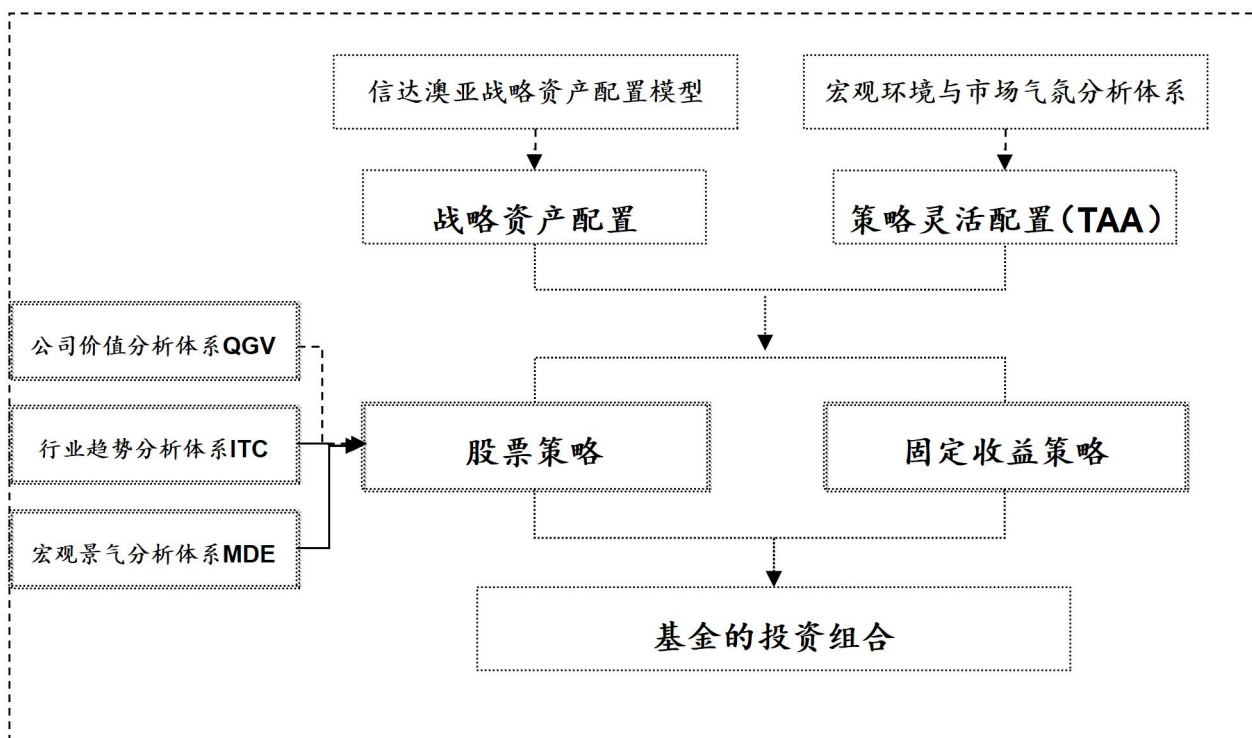 信达澳亚战略资产配置模型
宏观环境与市场气氛分析体系
战略资产配置
策略灵活配置(TAA)
公司价值分析体系QGV
行业趋势分析体系ITC
宏观景气分析体系MDE
股票策略
固定收益策略
基金的投资组合